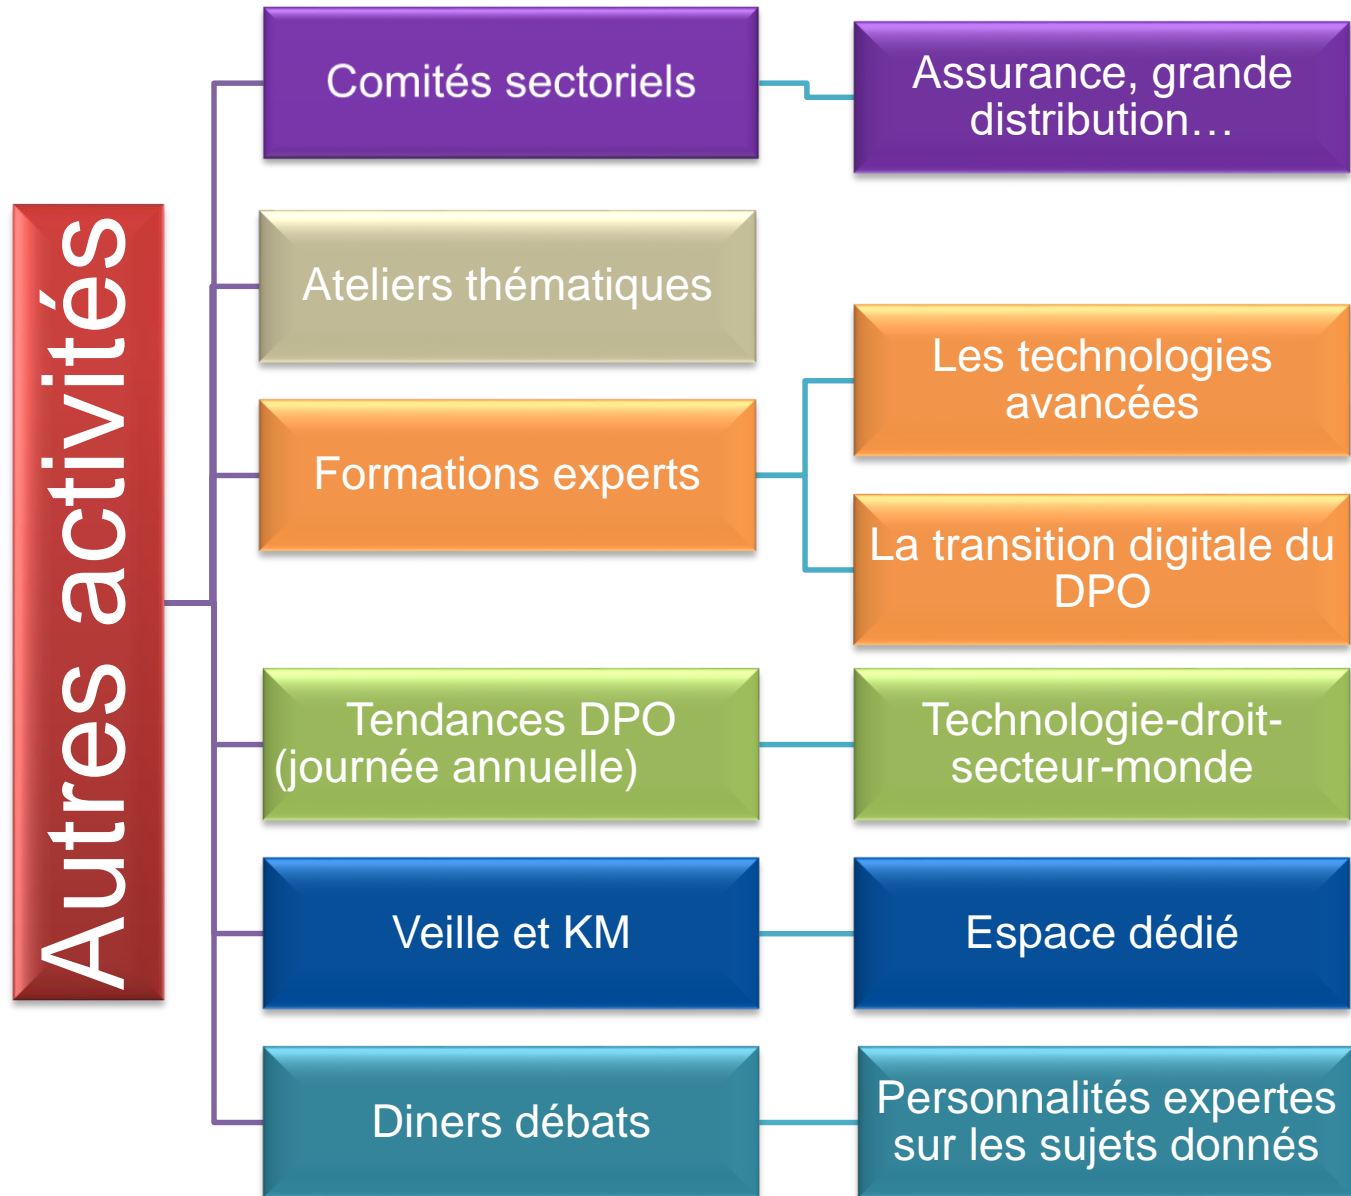 Autres activités
Comités sectoriels
Assurance, grande
distribution…
Ateliers thématiques
Formations experts
Les technologies
avancées
La transition digitale du
DPO
Tendances DPO
(journée annuelle)
Technologie-droit-
secteur-monde
Veille et KM
Espace dédié
Diners débats
Personnalités expertes
sur les sujets donnés